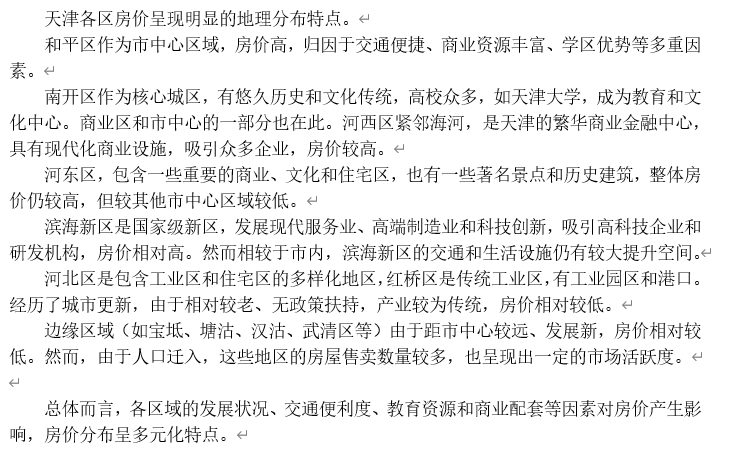 天津各区房价呈现明显的地理分布特点。
和平区作为市中心区域，房价高，归因于交通便捷、商业资源丰富、学区优势等多重因
素。
南开区作为核心城区，有悠久历史和文化传统，高校众多，如天津大学，成为教育和文
化中心。商业区和市中心的一部分也在此。河西区紧邻海河，是天津的繁华商业金融中心，
具有现代化商业设施，吸引众多企业，房价较高。
河东区，包含一些重要的商业、文化和住宅区，也有一些著名景点和历史建筑，整体房
价仍较高，但较其他市中心区域较低。
滨海新区是国家级新区，发展现代服务业、高端制造业和科技创新，吸引高科技企业和
研发机构，房价相对高。然而相较于市内，滨海新区的交通和生活设施仍有较大提升空间。
河北区是包含工业区和住宅区的多样化地区，红桥区是传统工业区，有工业园区和港口。
经历了城市更新，由于相对较老、无政策扶持，产业较为传统，房价相对较低。
边缘区域（如宝坻、塘沽、汉沽、武清区等）由于距市中心较远、发展新，房价相对较
低。然而，由于人口迁入，这些地区的房屋售卖数量较多，也呈现出一定的市场活跃度。
总体而言，各区域的发展状况、交通便利度、教育资源和商业配套等因素对房价产生影
响，房价分布呈多元化特点。